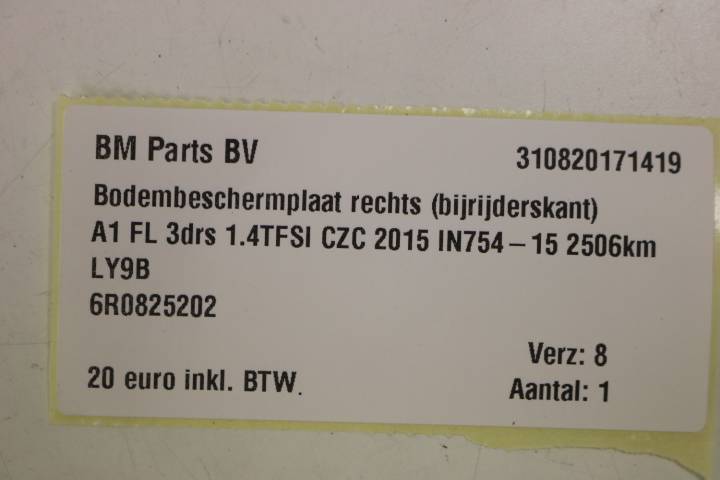 BM Parts BV 310820171419
Bodembeschermplaat rechts (bijrijderskant)
A1 FL 3drs 1.4TFSI CZC 2015 IN754-15 2506km
LY9B
6R0825202
Verz: 8
20 euro inkl. BTW. Aantal: 1